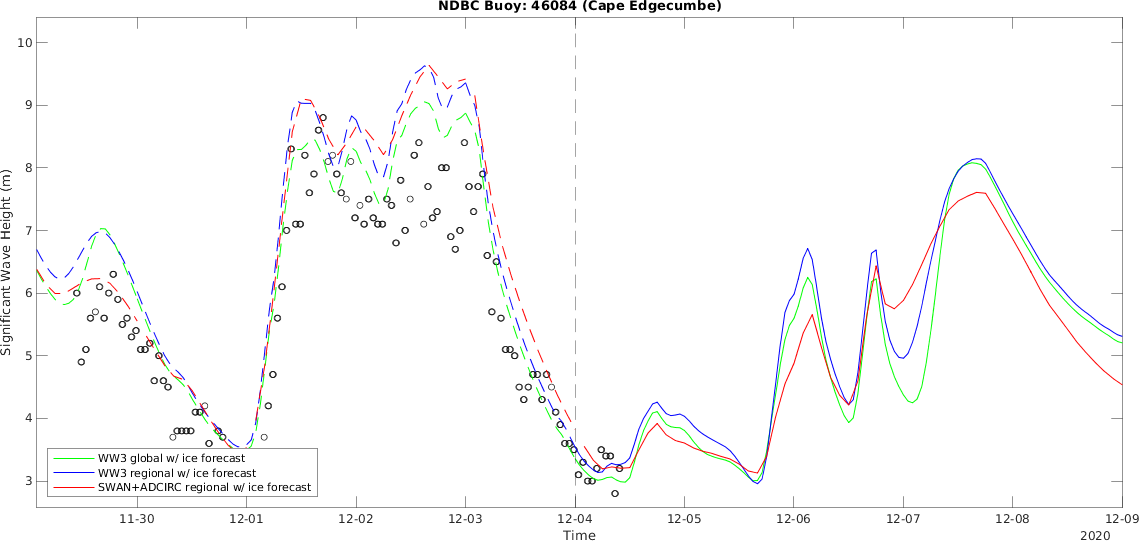 NDBC Buoy: 46084 (Cape Edgecumbe)
Significant Wave Height (m)
10
9
8
7
6
5
4
3
WW3 global w/ ice forecast
WW3 regional w/ ice forecast
SWAN+ADCIRC regional w/ ice forecast
11-30 12-01 12-02 12-03 12-04 12-05 12-06 12-07 12-08 12-09
Time 2020